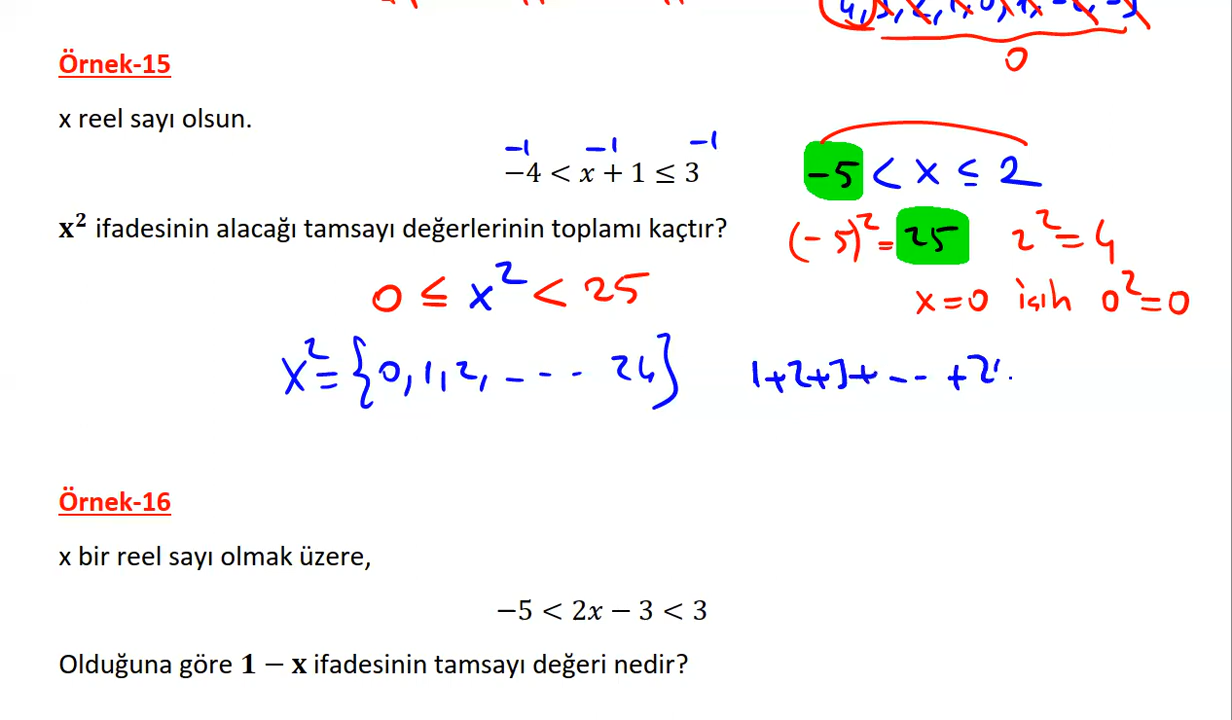 0
Örnek-15
x reel sayı olsun.
−1 −1 −1
−4 < x + 1 ≤ 3
−5 < x ≤ 2
x² ifadesinin alacağı tamsayı değerlerinin toplamı kaçtır?
(−5)² = 25 2² = 4
0 ≤ x² < 25
x=0 için 0²=0
x² = {0, 1, 2, _ - - - 24}
1+2+3+ _ - - +2
Örnek-16
x bir reel sayı olmak üzere,
−5 < 2x − 3 < 3
Olduğuna göre 1 − x ifadesinin tamsayı değeri nedir?